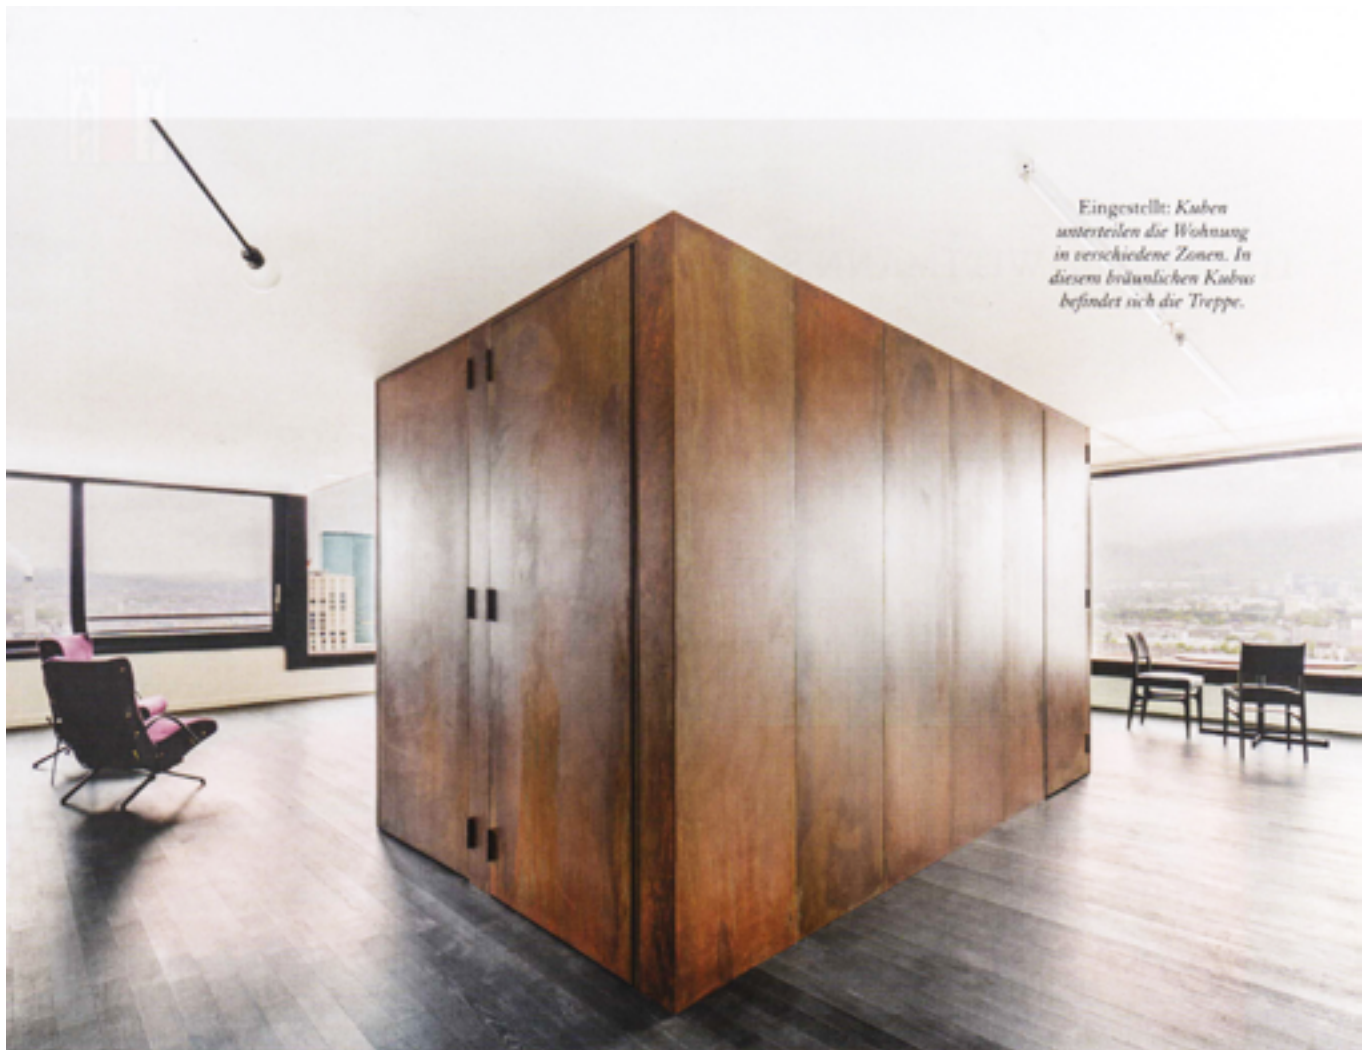 Eingestellt: Kuben
unterteilen die Wohnung
in verschiedene Zonen. In
diesem bräunlichen Kubus
befindet sich die Treppe.